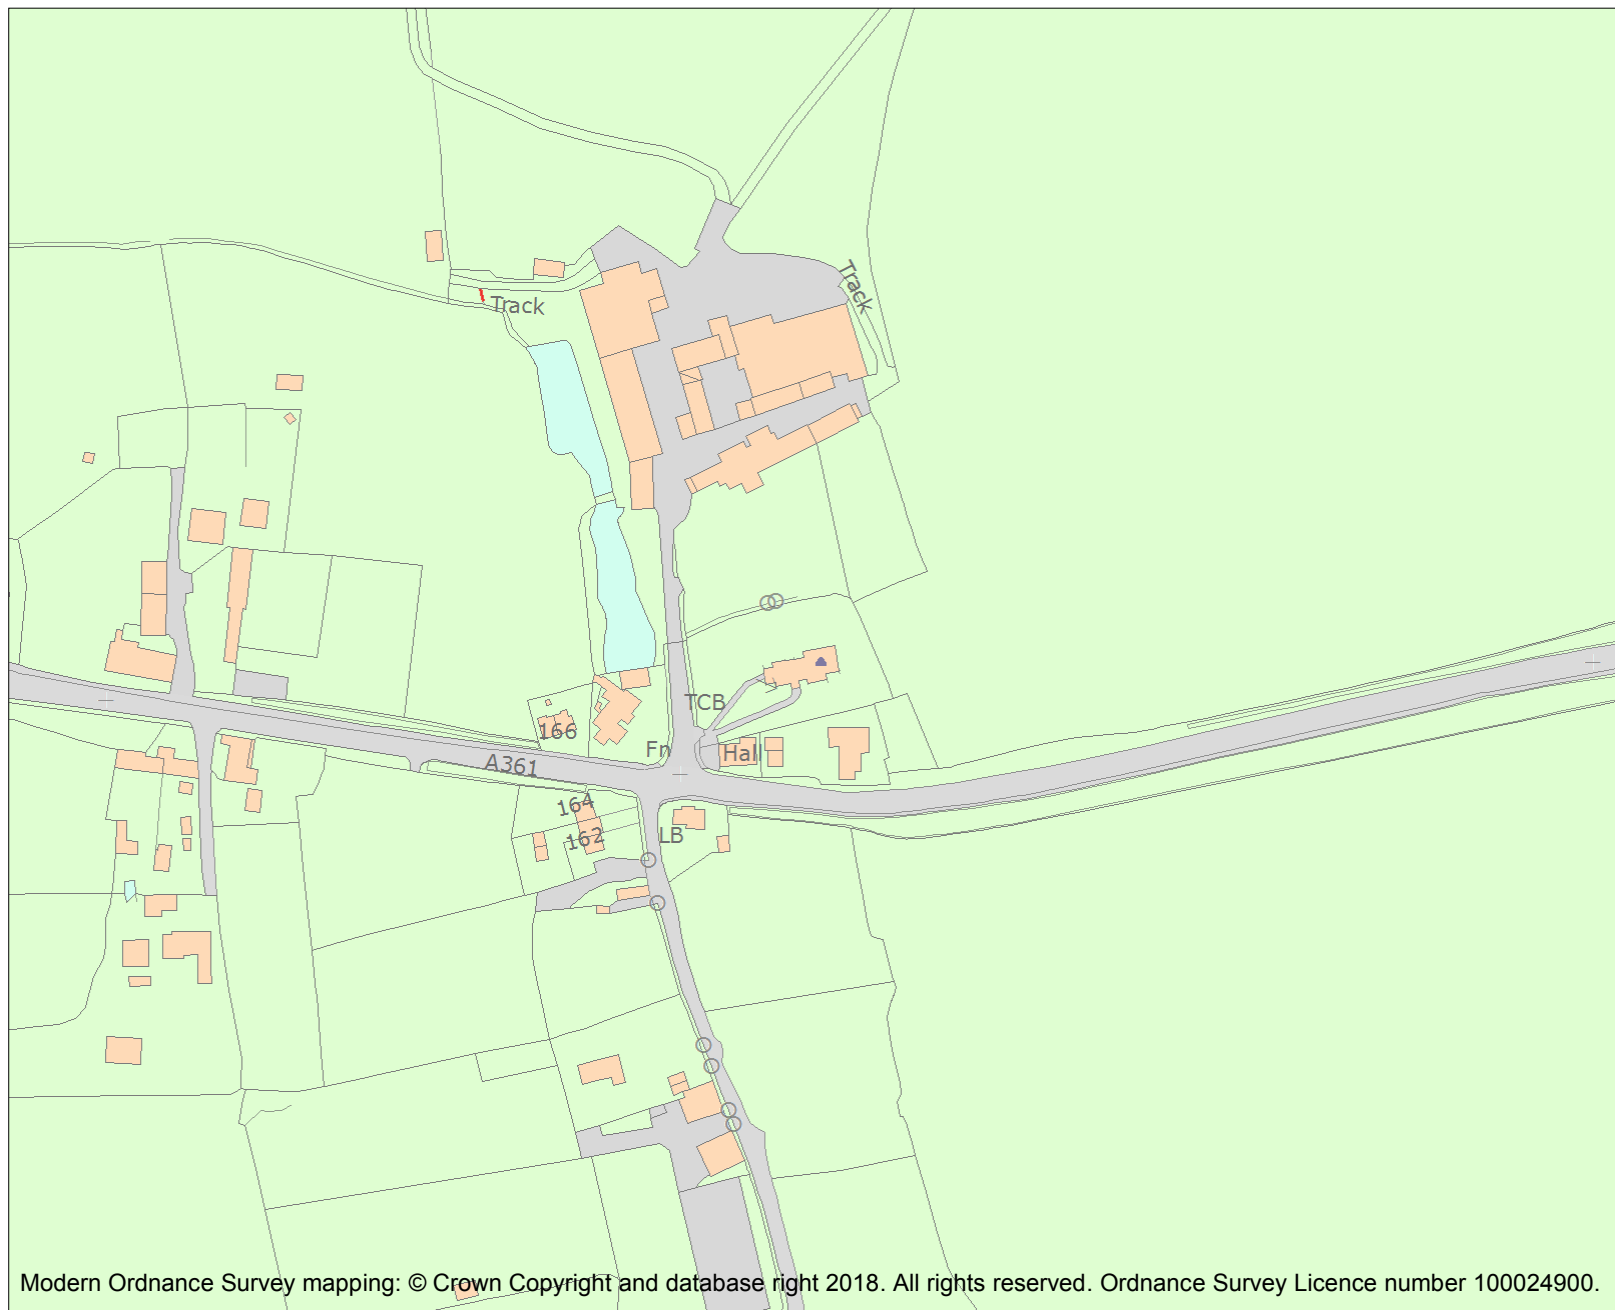 Track
Track
TCB
166
Fn
Hall
A361
164
162
LB
Modern Ordnance Survey mapping: © Crown Copyright and database right 2018. All rights reserved. Ordnance Survey Licence number 100024900.